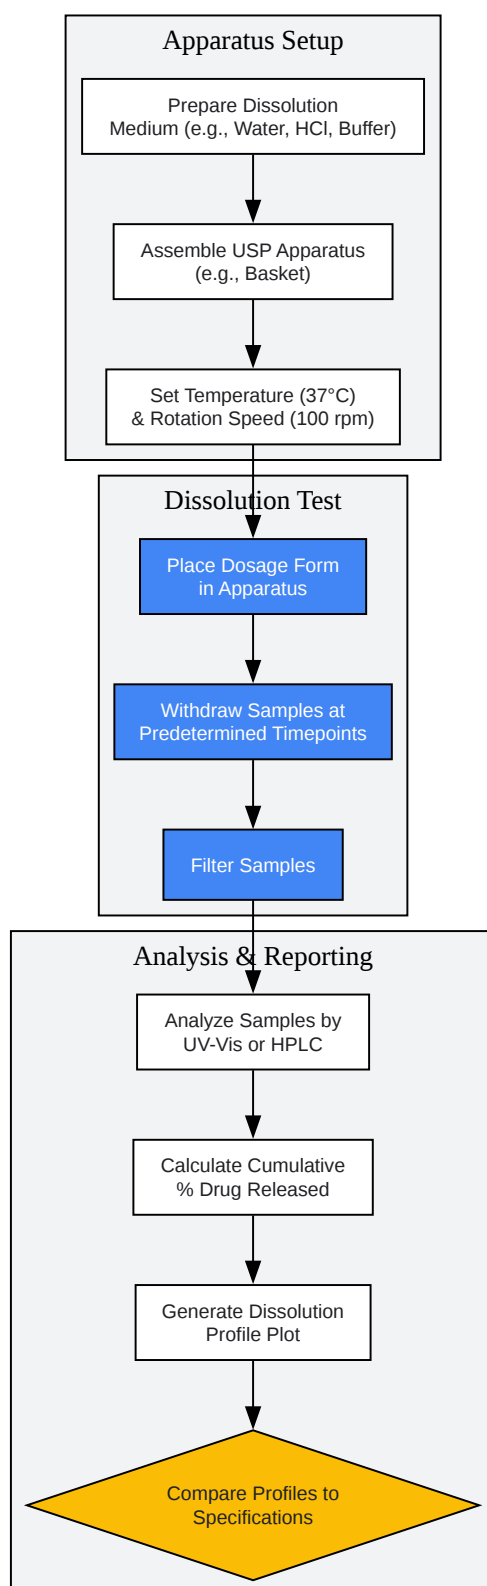 Apparatus Setup
Prepare Dissolution
Medium (e.g., Water, HCl, Buffer)
Assemble USP Apparatus
(e.g., Basket)
Set Temperature (37°C)
& Rotation Speed (100 rpm)
Dissolution Test
Place Dosage Form
in Apparatus
Withdraw Samples at
Predetermined Timepoints
Filter Samples
Analysis & Reporting
Analyze Samples by
UV-Vis or HPLC
Calculate Cumulative
% Drug Released
Generate Dissolution
Profile Plot
Compare Profiles to
Specifications